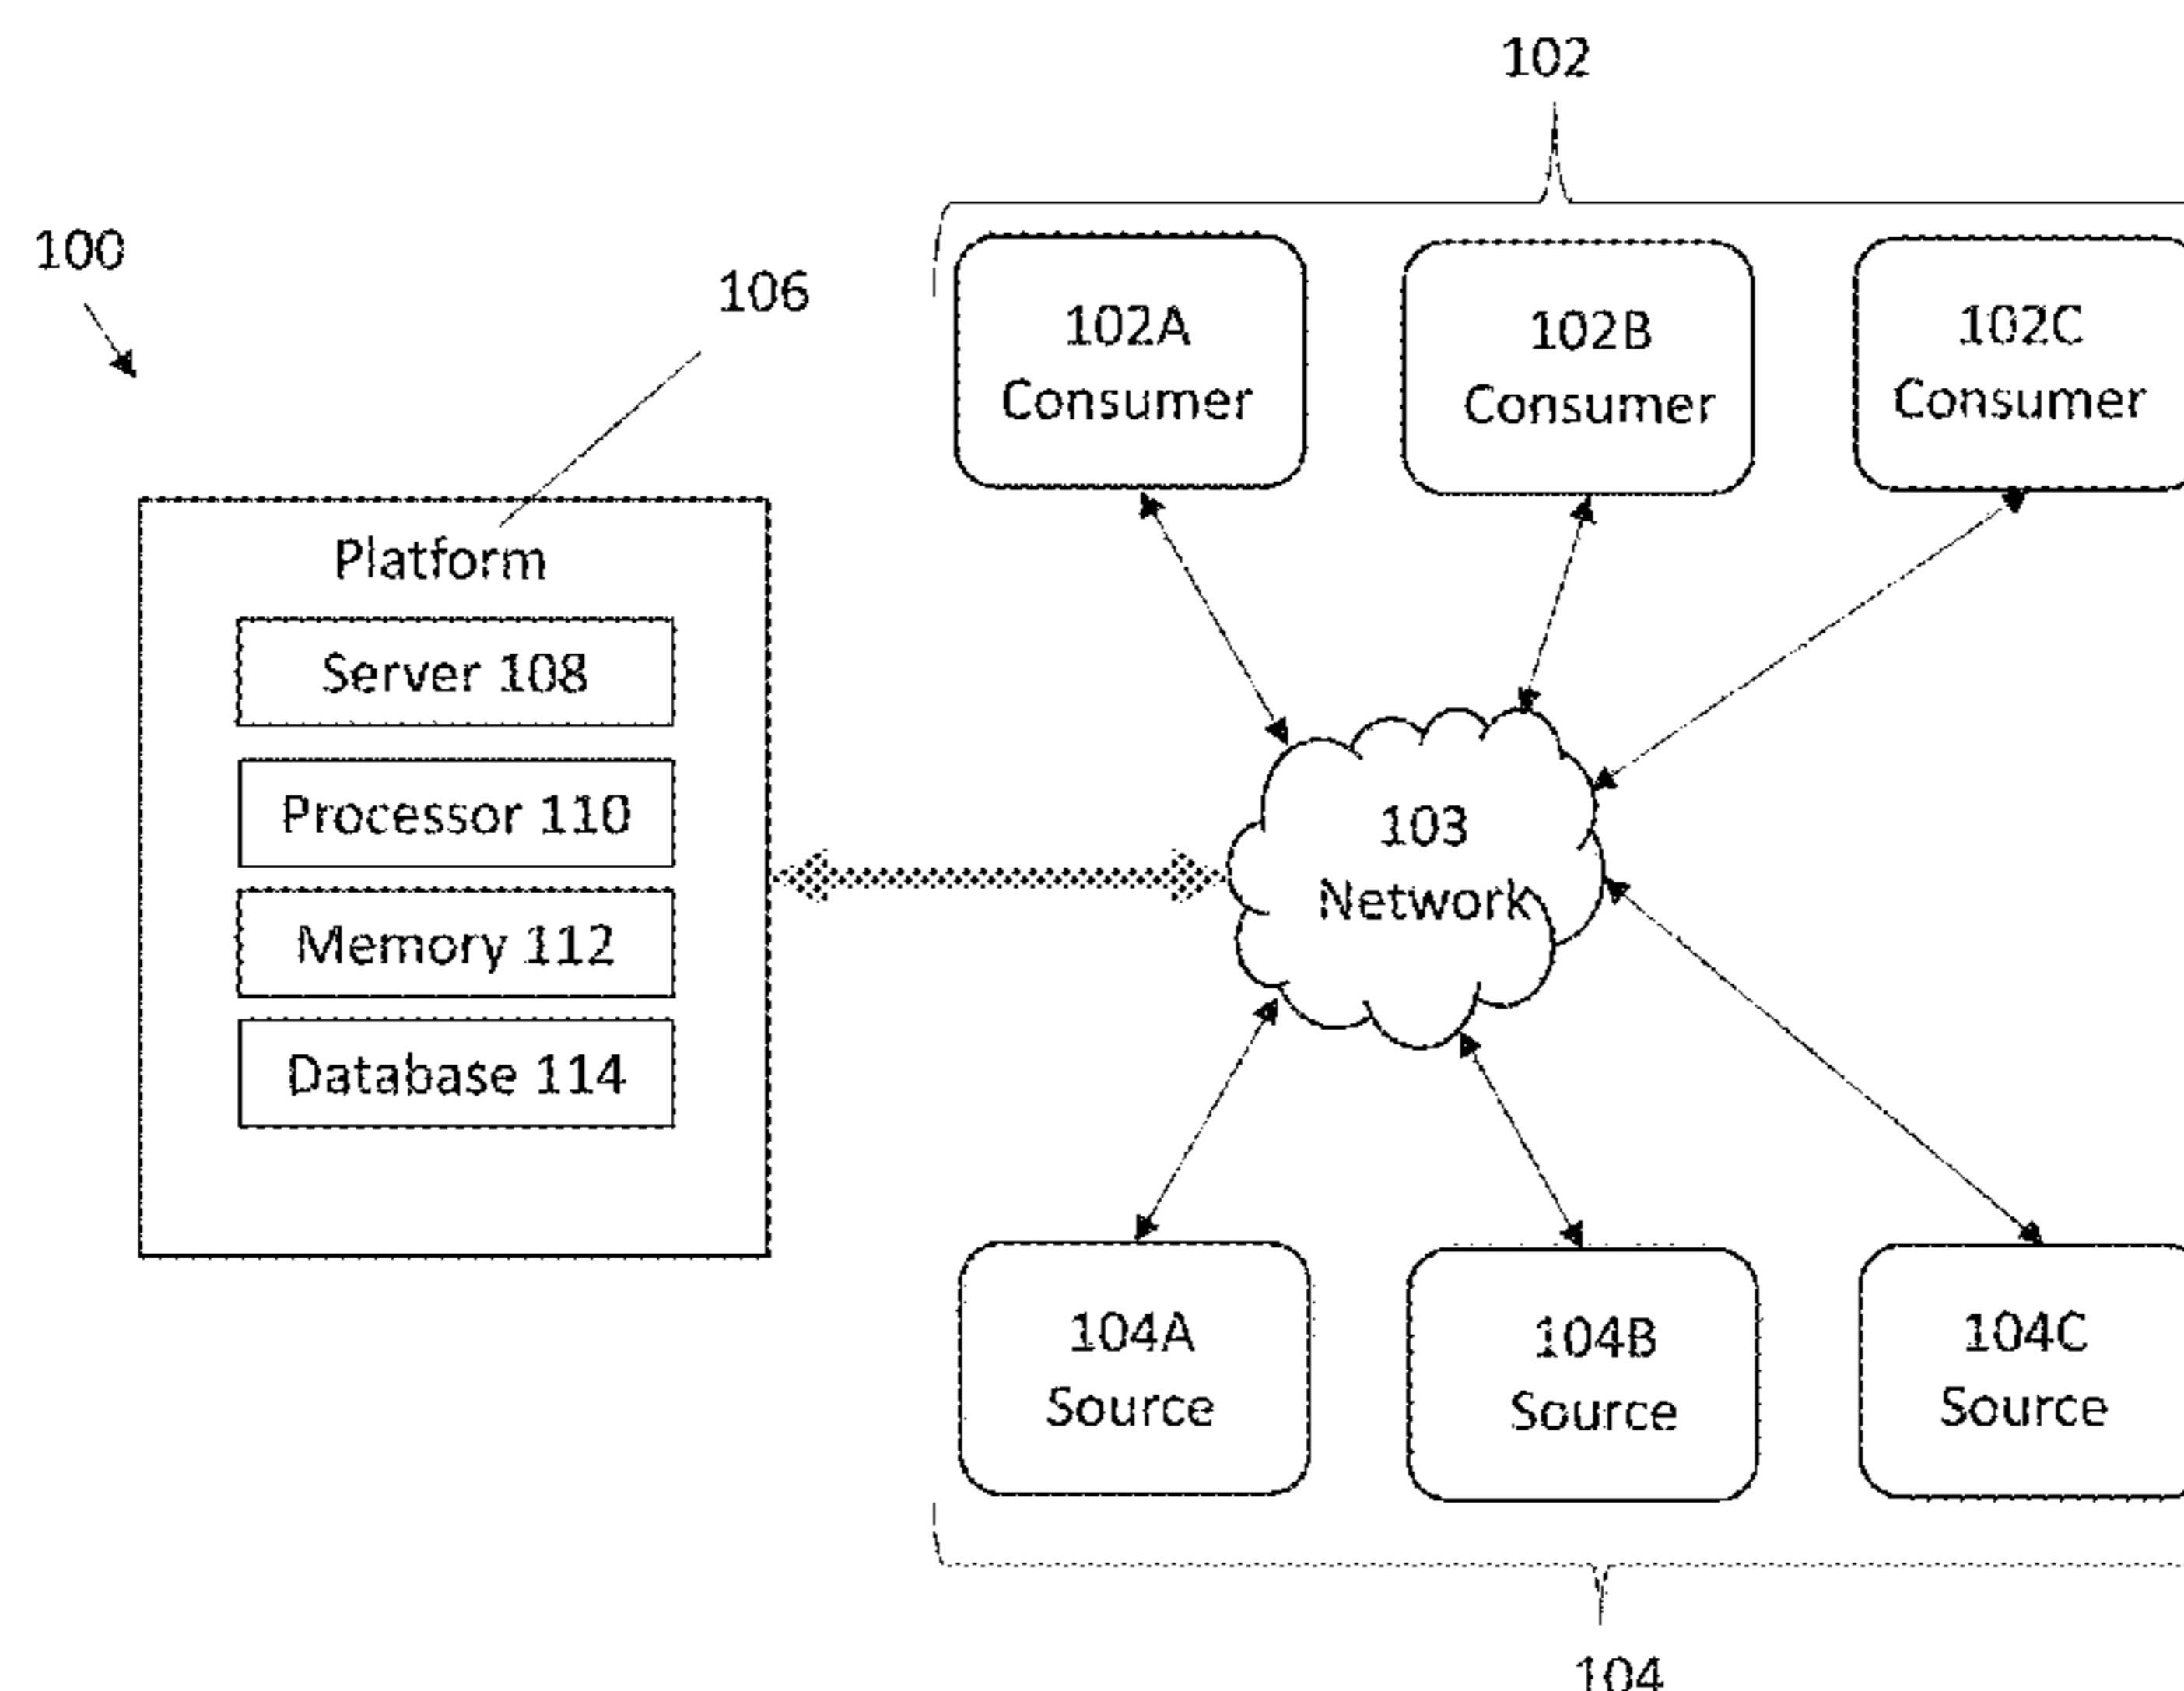 102
100
106
102A
Consumer
102B
Consumer
102C
Consumer
Platform
Server 108
Processor 110
Memory 112
Database 114
103
Network
104A
Source
104B
Source
104C
Source
104